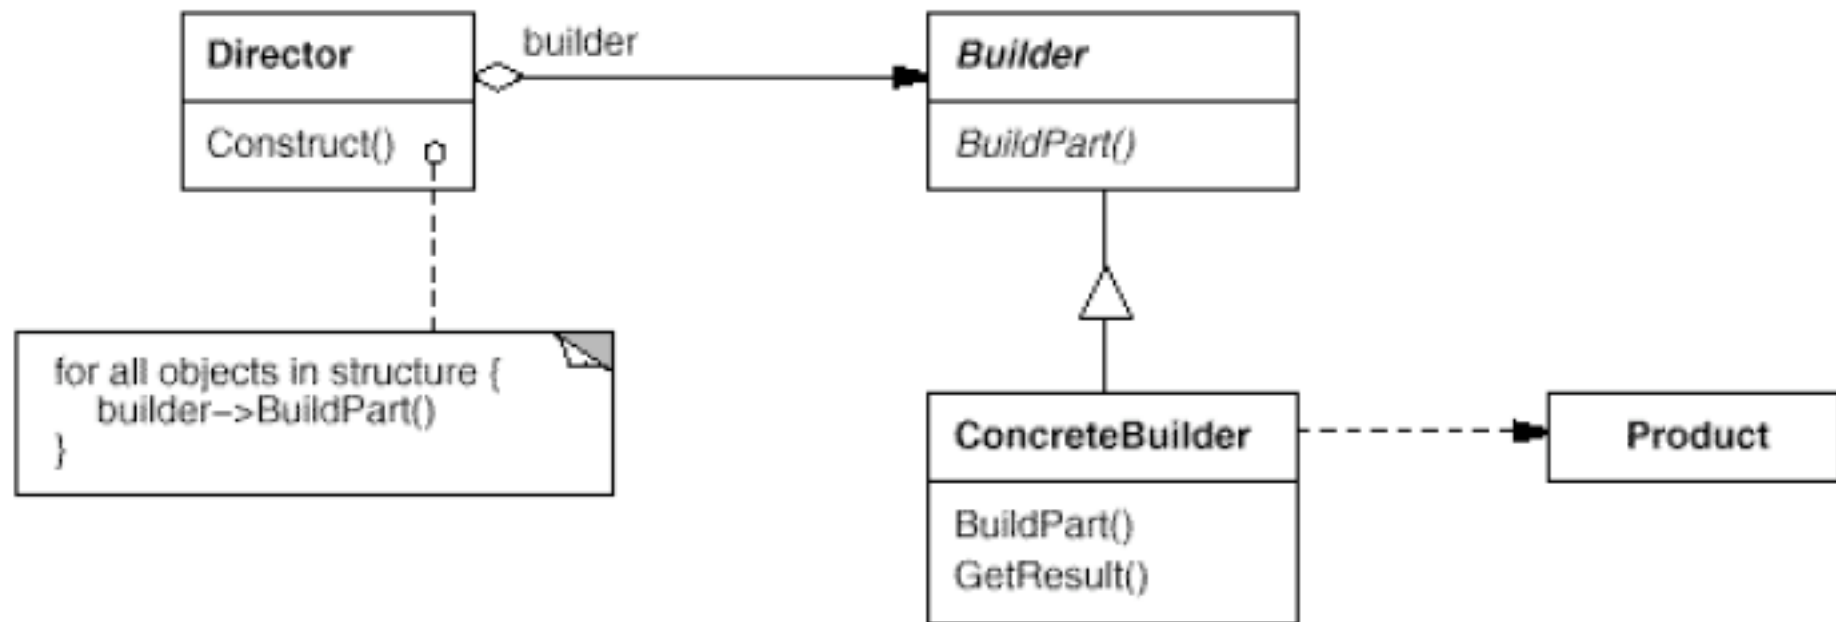 Director
builder
Builder
Construct()
BuildPart()
for all objects in structure {
builder–>BuildPart()
}
ConcreteBuilder
Product
BuildPart()
GetResult()